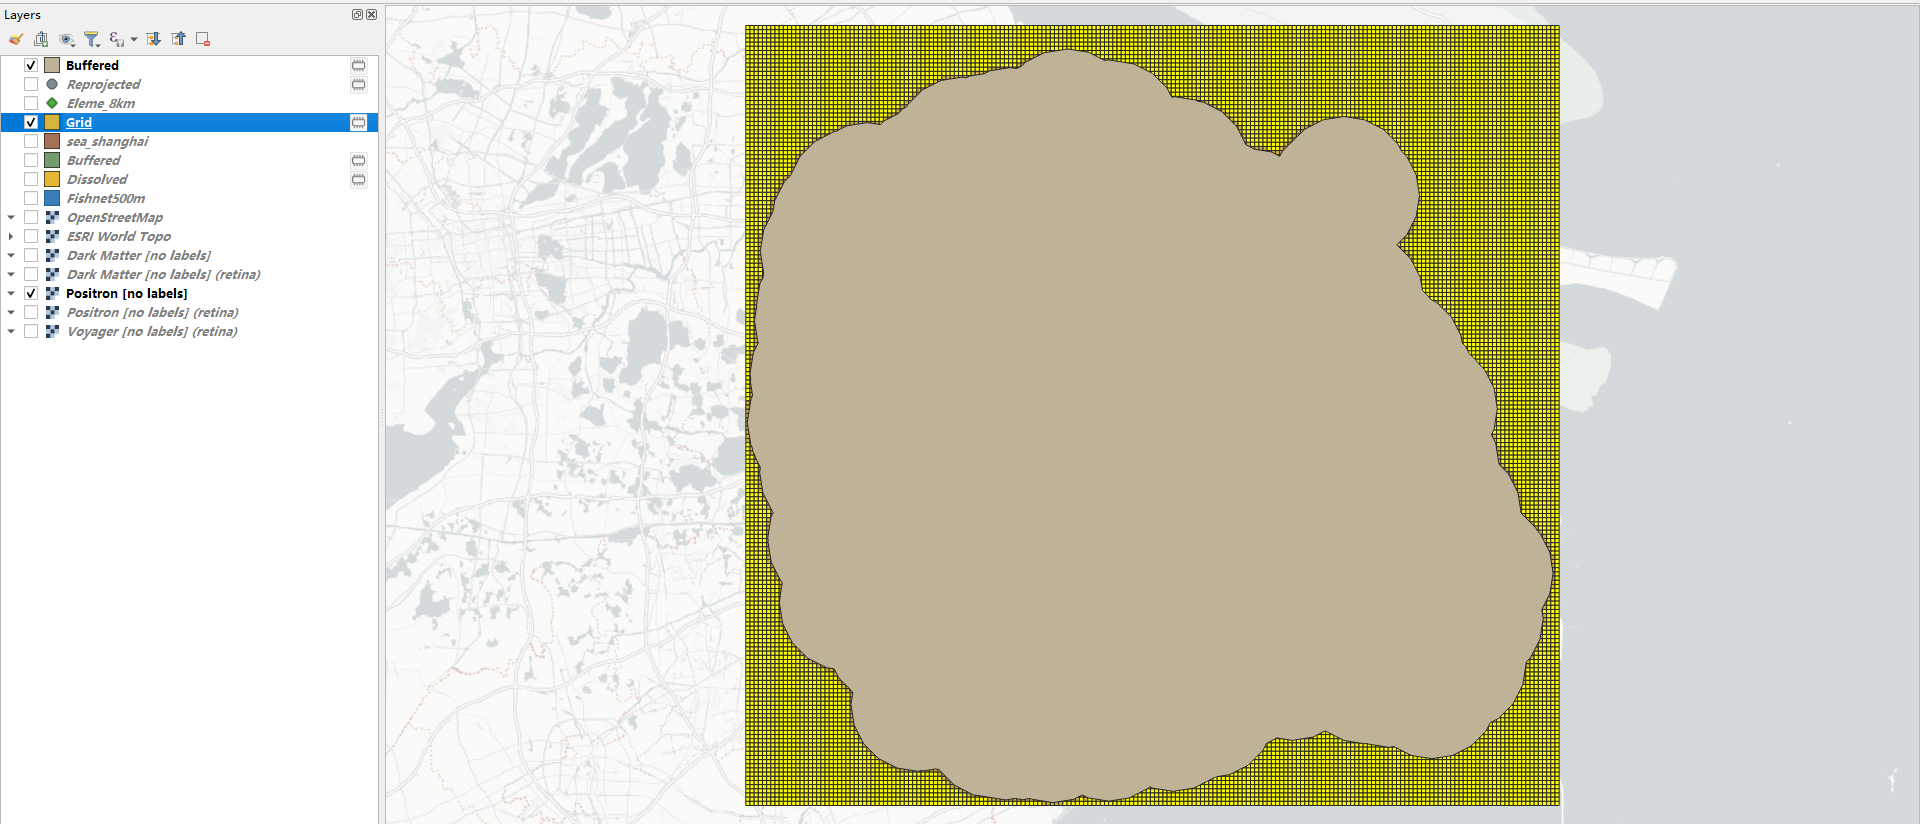 Layers
Buffered
Reprojected
Eleme_8km
Grid
sea_shanghai
Buffered
Dissolved
Fishnet500m
OpenStreetMap
ESRI World Topo
Dark Matter [no labels]
Dark Matter [no labels] (retina)
Positron [no labels]
Positron [no labels] (retina)
Voyager [no labels] (retina)